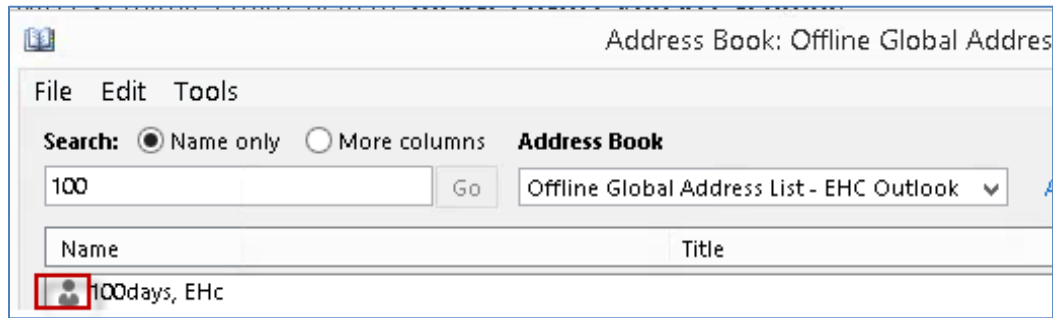 Address Book: Offline Global Addres
File Edit Tools
Search: Name only More columns Address Book
100 Go Offline Global Address List - EHC Outlook
Name Title
100days, EHc